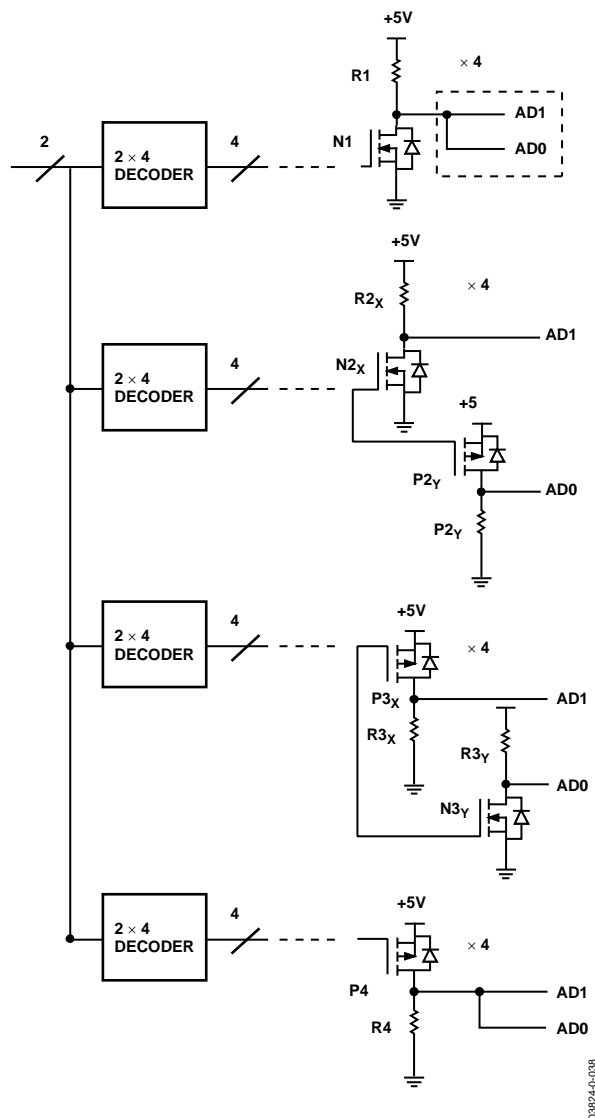 +5V
R1
× 4
AD1
AD0
N1
2
2 × 4
DECODER
4
+5V
R2X
× 4
AD1
N2X
2 × 4
DECODER
4
+5
P2Y
AD0
P2Y
2 × 4
DECODER
4
+5V
× 4
P3X
AD1
R3X
R3Y
AD0
N3Y
2 × 4
DECODER
4
+5V
× 4
P4
AD1
R4
AD0
03824-0-038